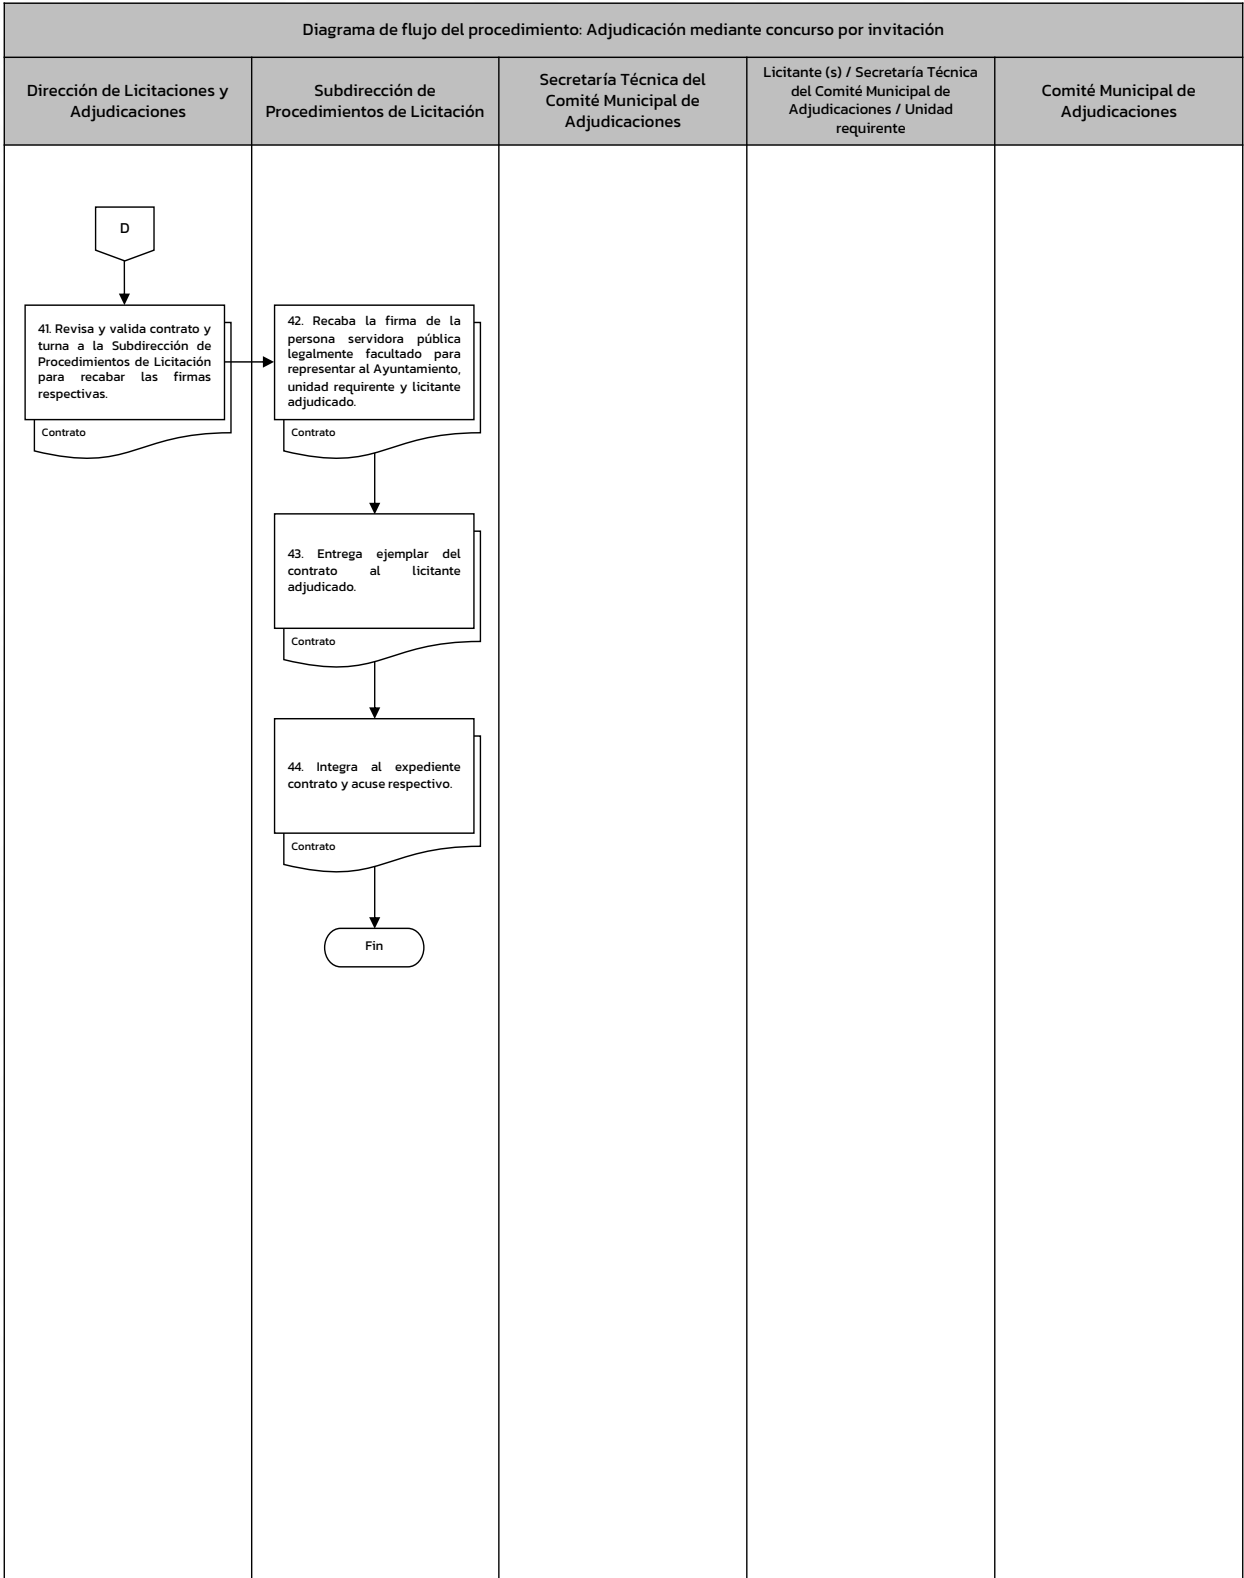 Diagrama de flujo del procedimiento: Adjudicación mediante concurso por invitación
Dirección de Licitaciones y
Adjudicaciones
Subdirección de
Procedimientos de Licitación
Secretaría Técnica del
Comité Municipal de
Adjudicaciones
Licitante (s) / Secretaría Técnica
del Comité Municipal de
Adjudicaciones / Unidad
requirente
Comité Municipal de
Adjudicaciones
D
41. Revisa y valida contrato y
turna a la Subdirección de
Procedimientos de Licitación
para recabar las firmas
respectivas.
Contrato
42. Recaba la firma de la
persona servidora pública
legalmente facultado para
representar al Ayuntamiento,
unidad requirente y licitante
adjudicado.
Contrato
43. Entrega ejemplar del
contrato al licitante
adjudicado.
Contrato
44. Integra al expediente
contrato y acuse respectivo.
Contrato
Fin